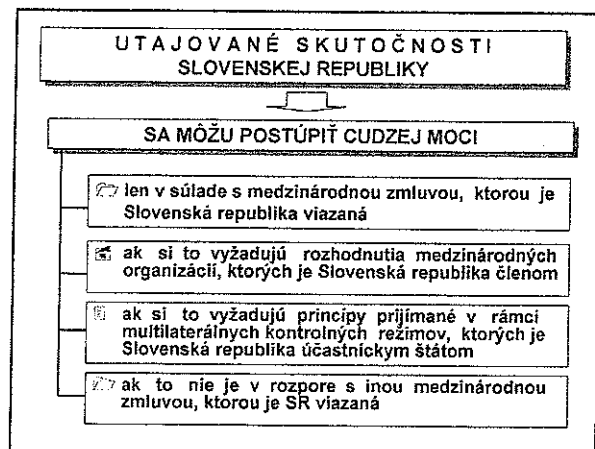 UTAJOVANÉ SKUTOČNOSTI
SLOVENSKEJ REPUBLIKY
SA MÔŽU POSTÚPIŤ CUDZEJ MOCI
len v súlade s medzinárodnou zmluvou, ktorou je
Slovenská republika viazaná
ak si to vyžadujú rozhodnutia medzinárodných
organizácií, ktorých je Slovenská republika členom
ak si to vyžadujú princípy prijímané v rámci
multilaterálnych kontrolných režimov, ktorých je
Slovenská republika účastníckym štátom
ak to nie je v rozpore s inou medzinárodnou
zmluvou, ktorou je SR viazaná